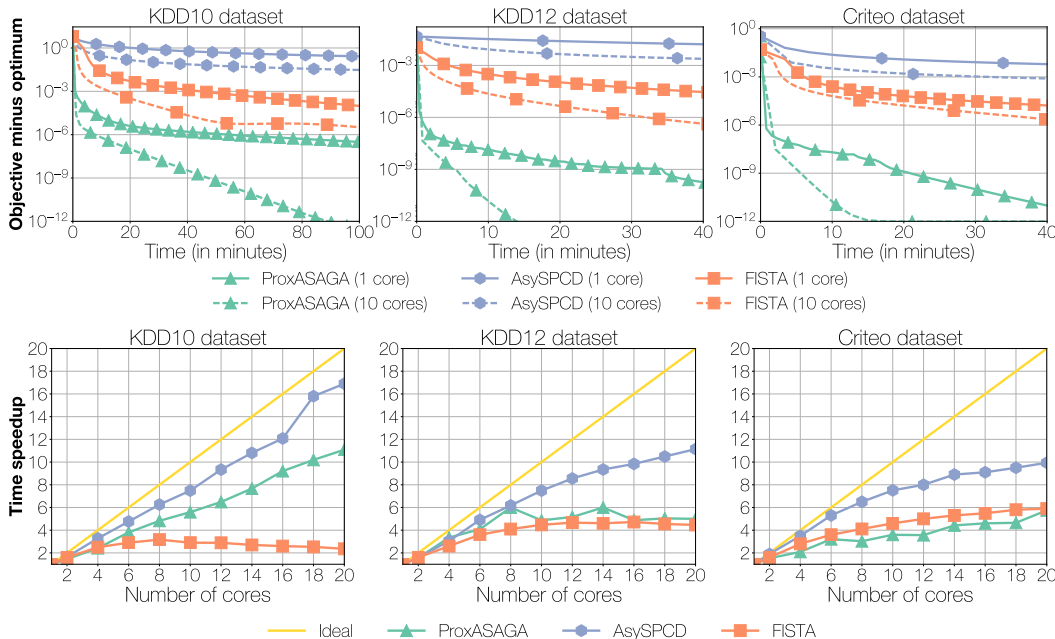 KDD10 dataset
KDD12 dataset
Criteo dataset
Objective minus optimum
10^0
10^−3
10^−6
10^−9
10^−12
0 20 40 60 80 100
Time (in minutes)
10^0
10^−3
10^−6
10^−9
10^−12
0 10 20 30 40
Time (in minutes)
10^0
10^−3
10^−6
10^−9
10^−12
0 10 20 30 40
Time (in minutes)
ProxASAGA (1 core) AsySPCD (1 core) FISTA (1 core)
ProxASAGA (10 cores) AsySPCD (10 cores) FISTA (10 cores)
KDD10 dataset
KDD12 dataset
Criteo dataset
Time speedup
20
18
16
14
12
10
8
6
4
2
1
2 4 6 8 10 12 14 16 18 20
Number of cores
20
18
16
14
12
10
8
6
4
2
1
2 4 6 8 10 12 14 16 18 20
Number of cores
20
18
16
14
12
10
8
6
4
2
1
2 4 6 8 10 12 14 16 18 20
Number of cores
Ideal ProxASAGA AsySPCD FISTA